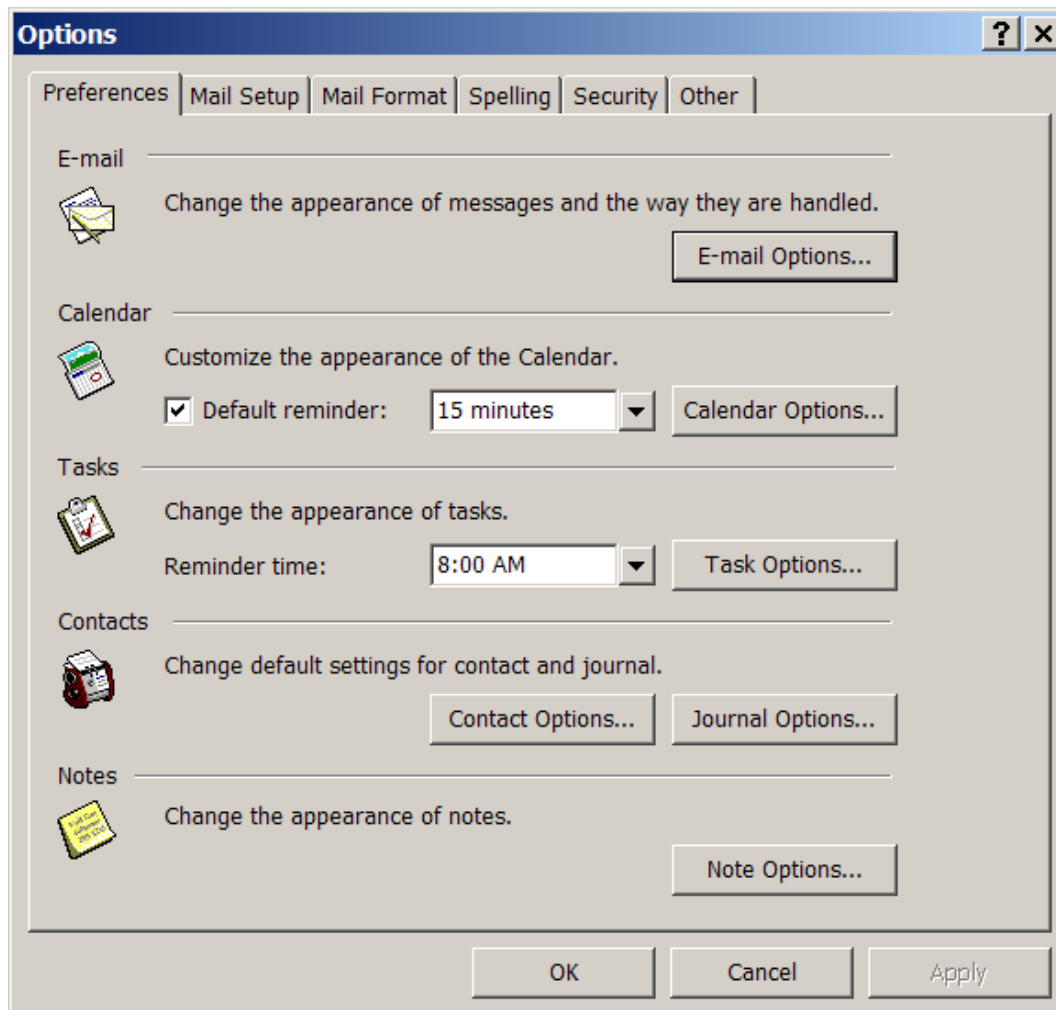 Options
Preferences Mail Setup Mail Format Spelling Security Other
E-mail
Change the appearance of messages and the way they are handled.
E-mail Options...
Calendar
Customize the appearance of the Calendar.
Default reminder: 15 minutes Calendar Options...
Tasks
Change the appearance of tasks.
Reminder time: 8:00 AM Task Options...
Contacts
Change default settings for contact and journal.
Contact Options... Journal Options...
Notes
Change the appearance of notes.
Note Options...
OK Cancel Apply